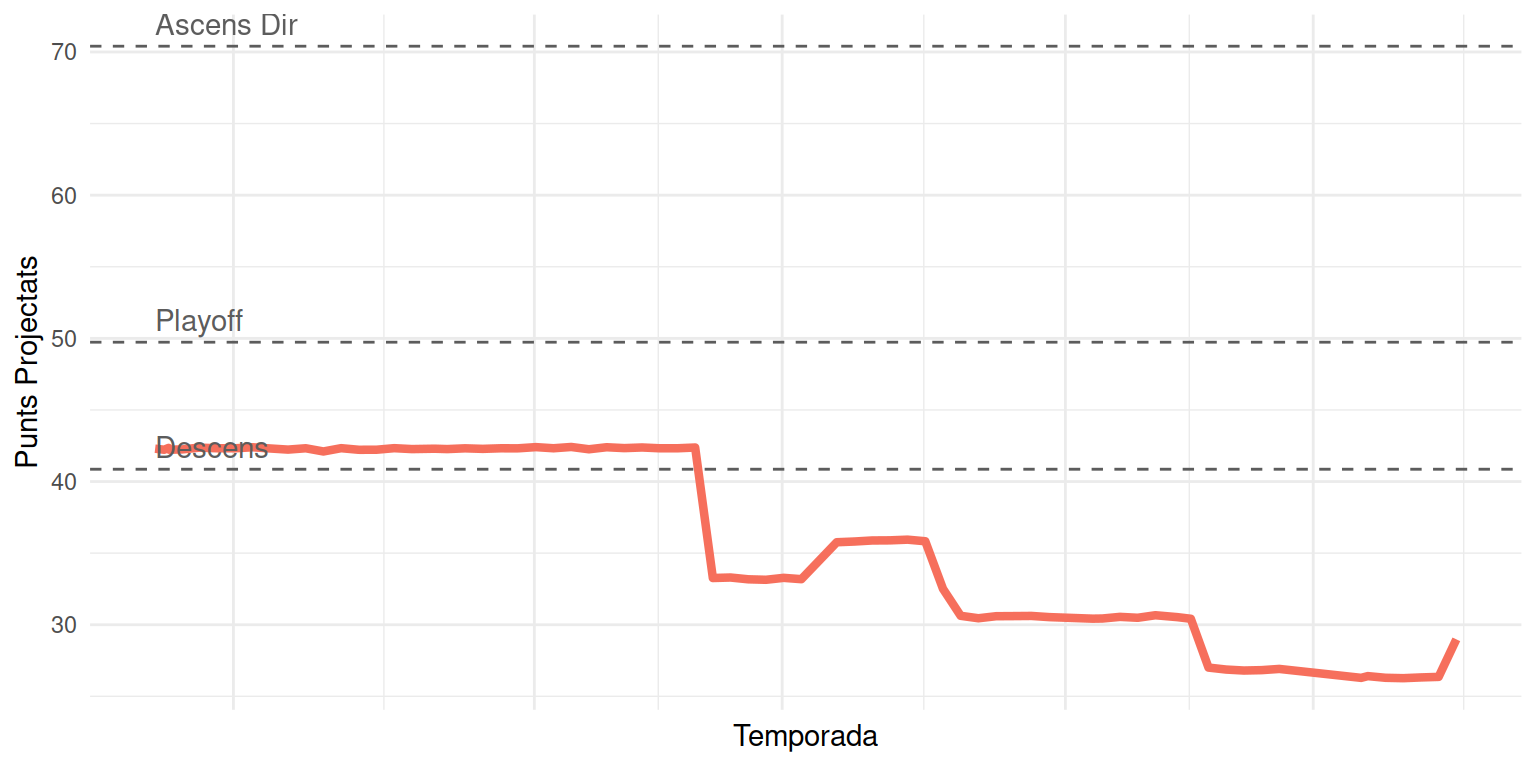 Ascens Dir
70
60
Playoff
50
Descens
40
30
Punts Projectats
Temporada